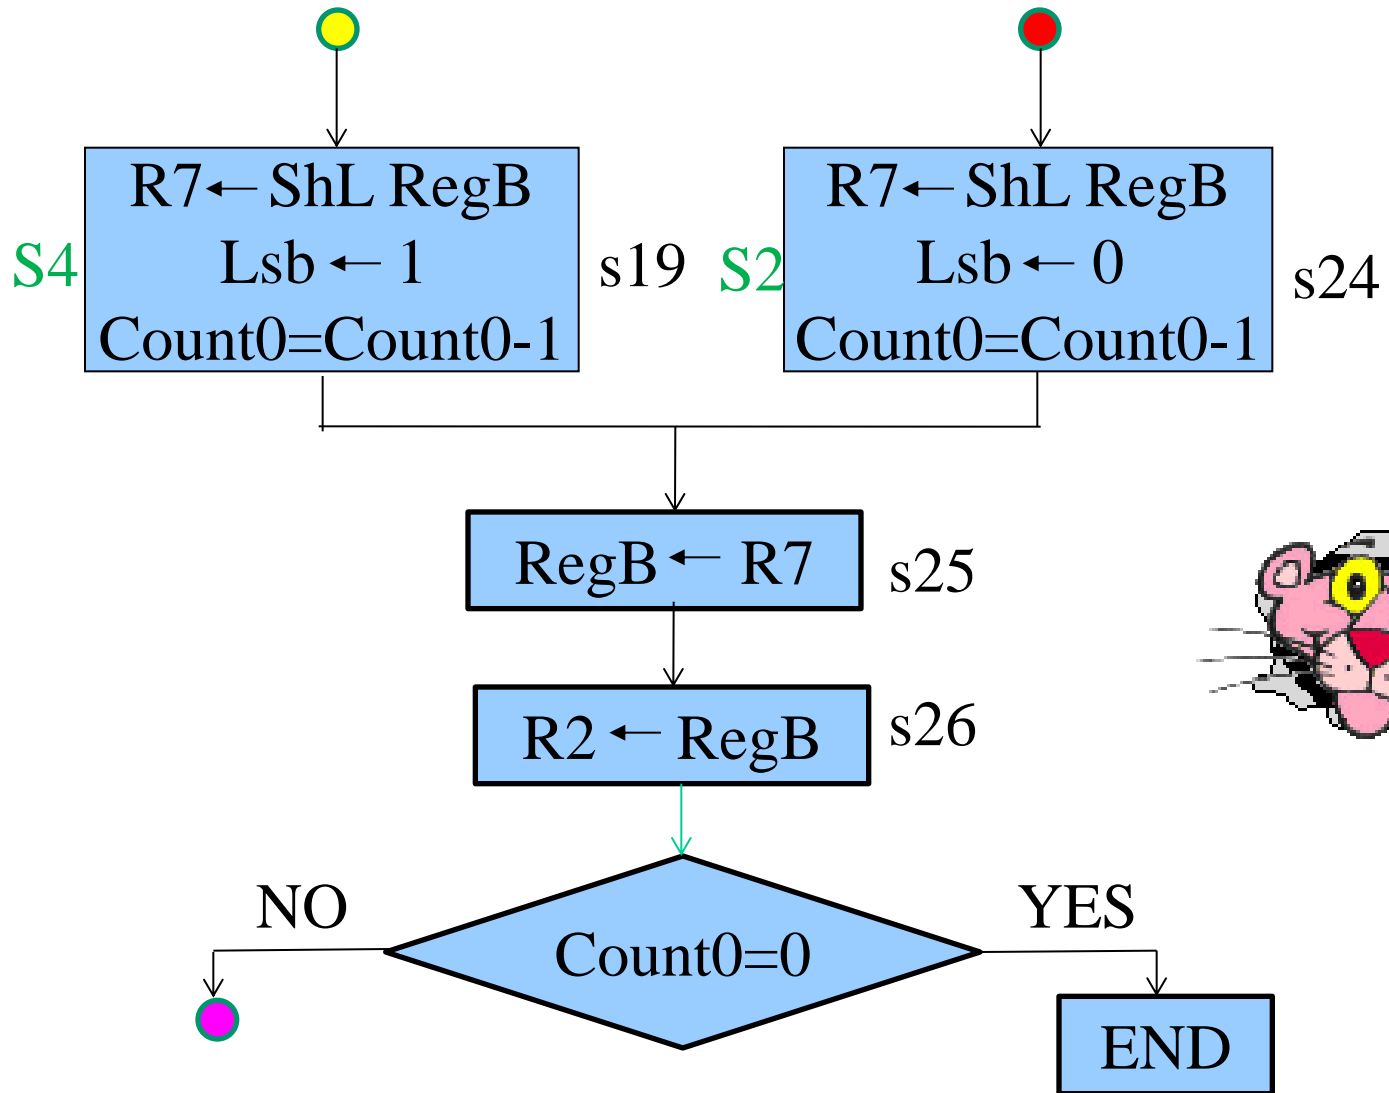 R7← ShL RegB
Lsb ← 1
Count0=Count0-1
S4
s19
R7← ShL RegB
Lsb ← 0
Count0=Count0-1
S2
s24
RegB ← R7
s25
R2 ← RegB
s26
NO
YES
Count0=0
END